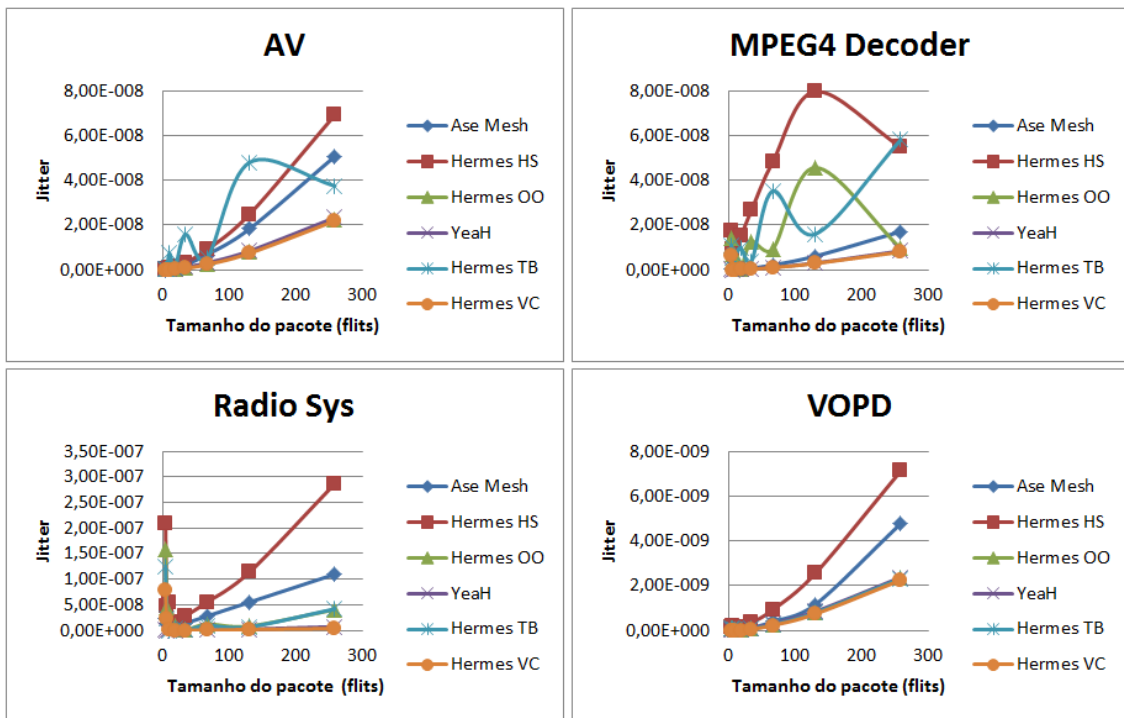 AV
8,00E-008
6,00E-008
4,00E-008
2,00E-008
0,00E+000
0 100 200 300
Jitter
Tamanho do pacote (flits)
Ase Mesh
Hermes HS
Hermes OO
YeaH
Hermes TB
Hermes VC
MPEG4 Decoder
8,00E-008
6,00E-008
4,00E-008
2,00E-008
0,00E+000
0 100 200 300
Jitter
Tamanho do pacote (flits)
Ase Mesh
Hermes HS
Hermes OO
YeaH
Hermes TB
Hermes VC
Radio Sys
3,50E-007
3,00E-007
2,50E-007
2,00E-007
1,50E-007
1,00E-007
5,00E-008
0,00E+000
0 100 200 300
Jitter
Tamanho do pacote (flits)
Ase Mesh
Hermes HS
Hermes OO
YeaH
Hermes TB
Hermes VC
VOPD
8,00E-009
6,00E-009
4,00E-009
2,00E-009
0,00E+000
0 100 200 300
Jitter
Tamanho do pacote (flits)
Ase Mesh
Hermes HS
Hermes OO
YeaH
Hermes TB
Hermes VC